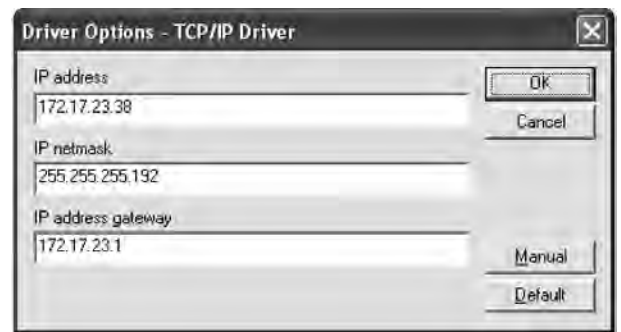 Driver Options - TCP/IP Driver
IP address
OK
172.17.23.38
Cancel
IP netmask
255.255.255.192
IP address gateway
172.17.23.1
Manual
Default